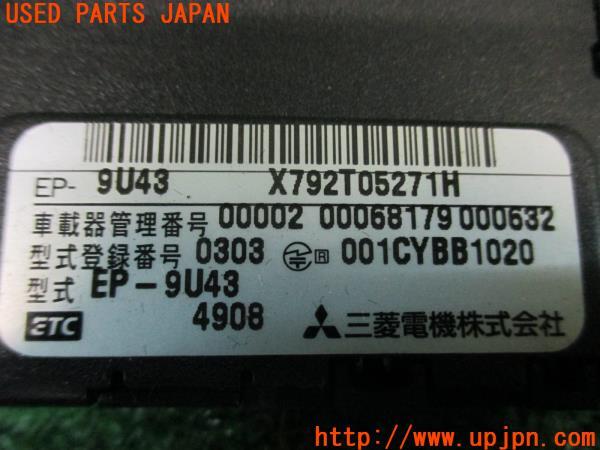 USED PARTS JAPAN
EP- 9U43 X792T05271H
車載器管理番号 00002 00068179 000632
型式登録番号 0303 R 001CYBB1020
型式 EP-9U43
ETC 4908 三菱電機株式会社
http://www.upjpn.com/